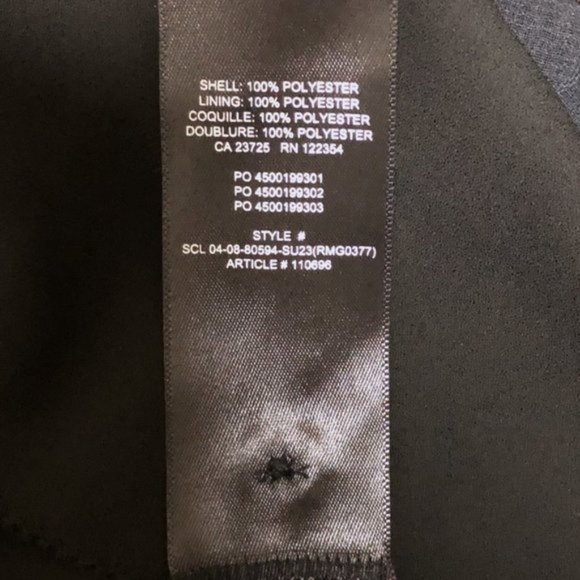 SHELL: 100% POLYESTER
LINING: 100% POLYESTER
COQUILLE: 100% POLYESTER
DOUBLURE: 100% POLYESTER
CA 23725 RN 122354
PO 4500199301
PO 4500199302
PO 4500199303
STYLE #
SCL 04-08-80594-SU23(RMG0377)
ARTICLE # 110696